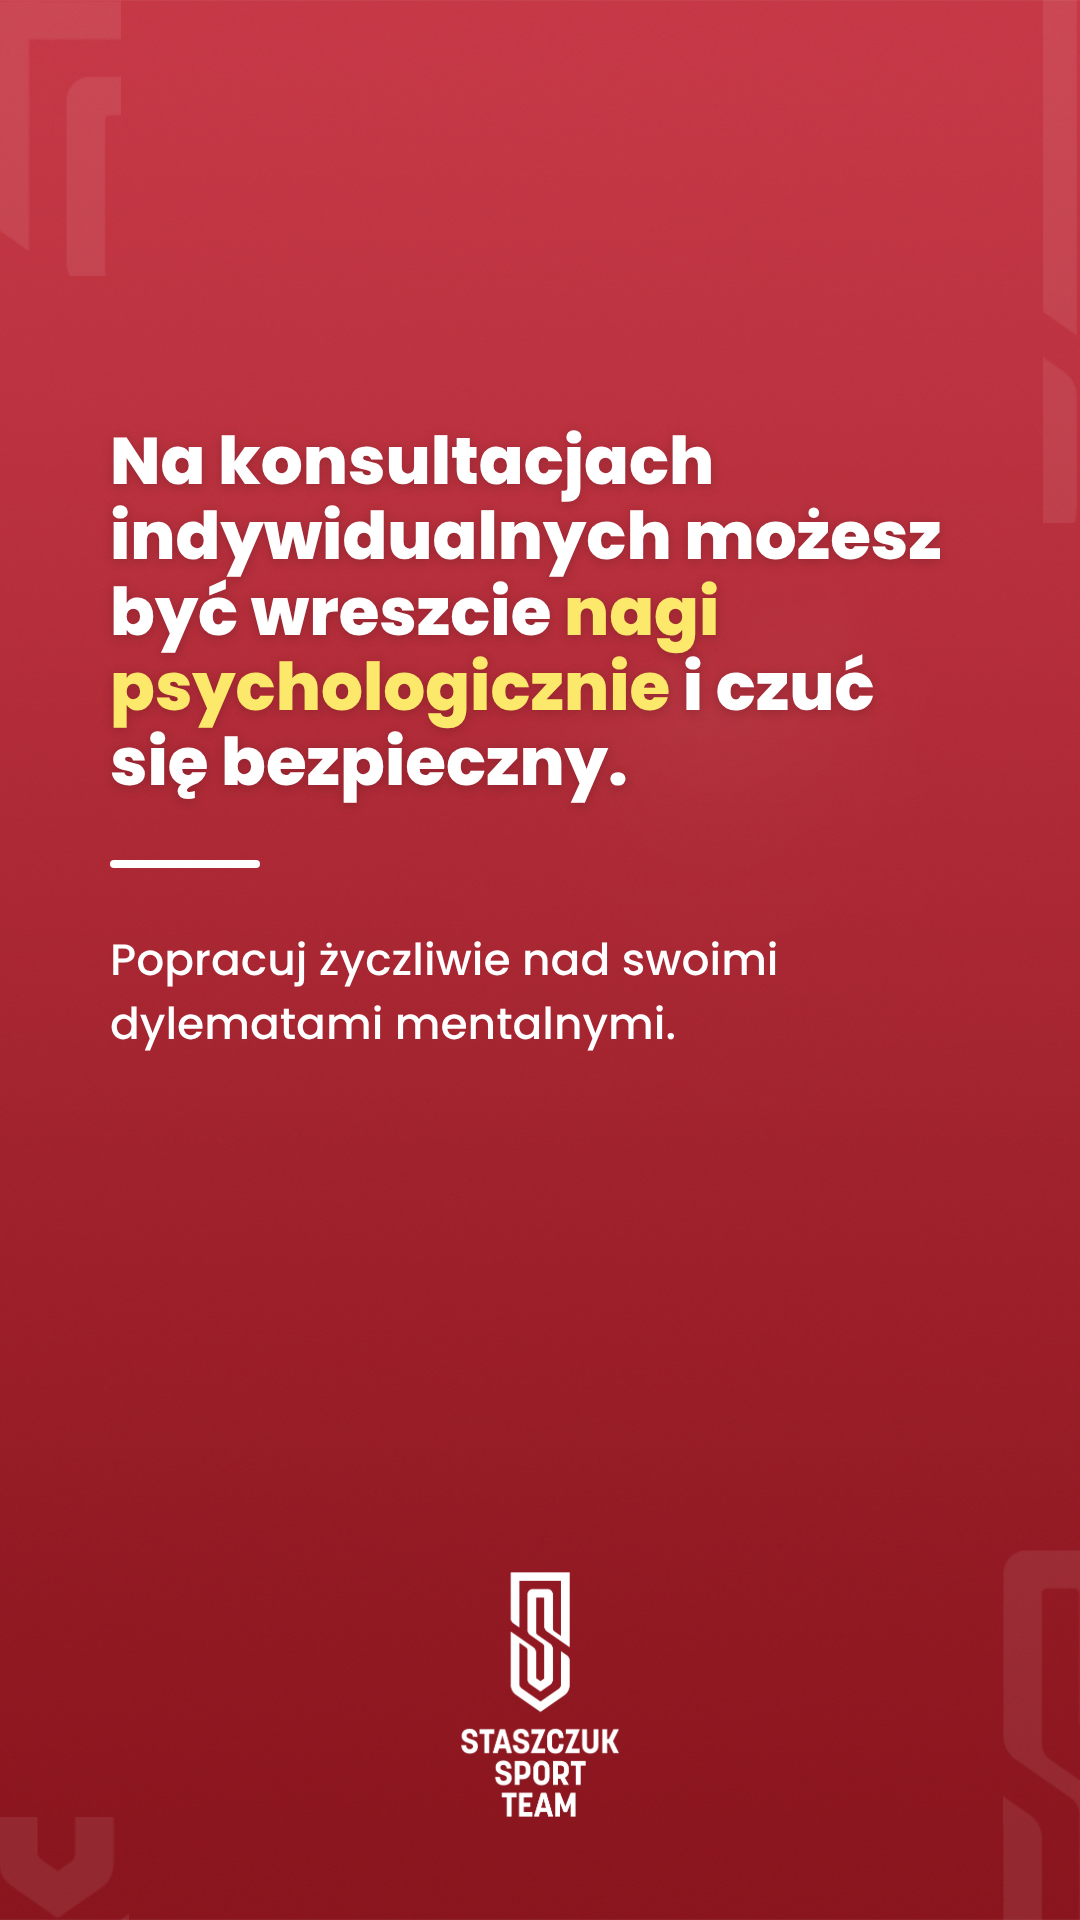 Na konsultacjach
indywidualnych możesz
być wreszcie nagi
psychologicznie i czuć
się bezpieczny.
Popracuj życzliwie nad swoimi
dylematami mentalnymi.
STASZCZUK
SPORT
TEAM